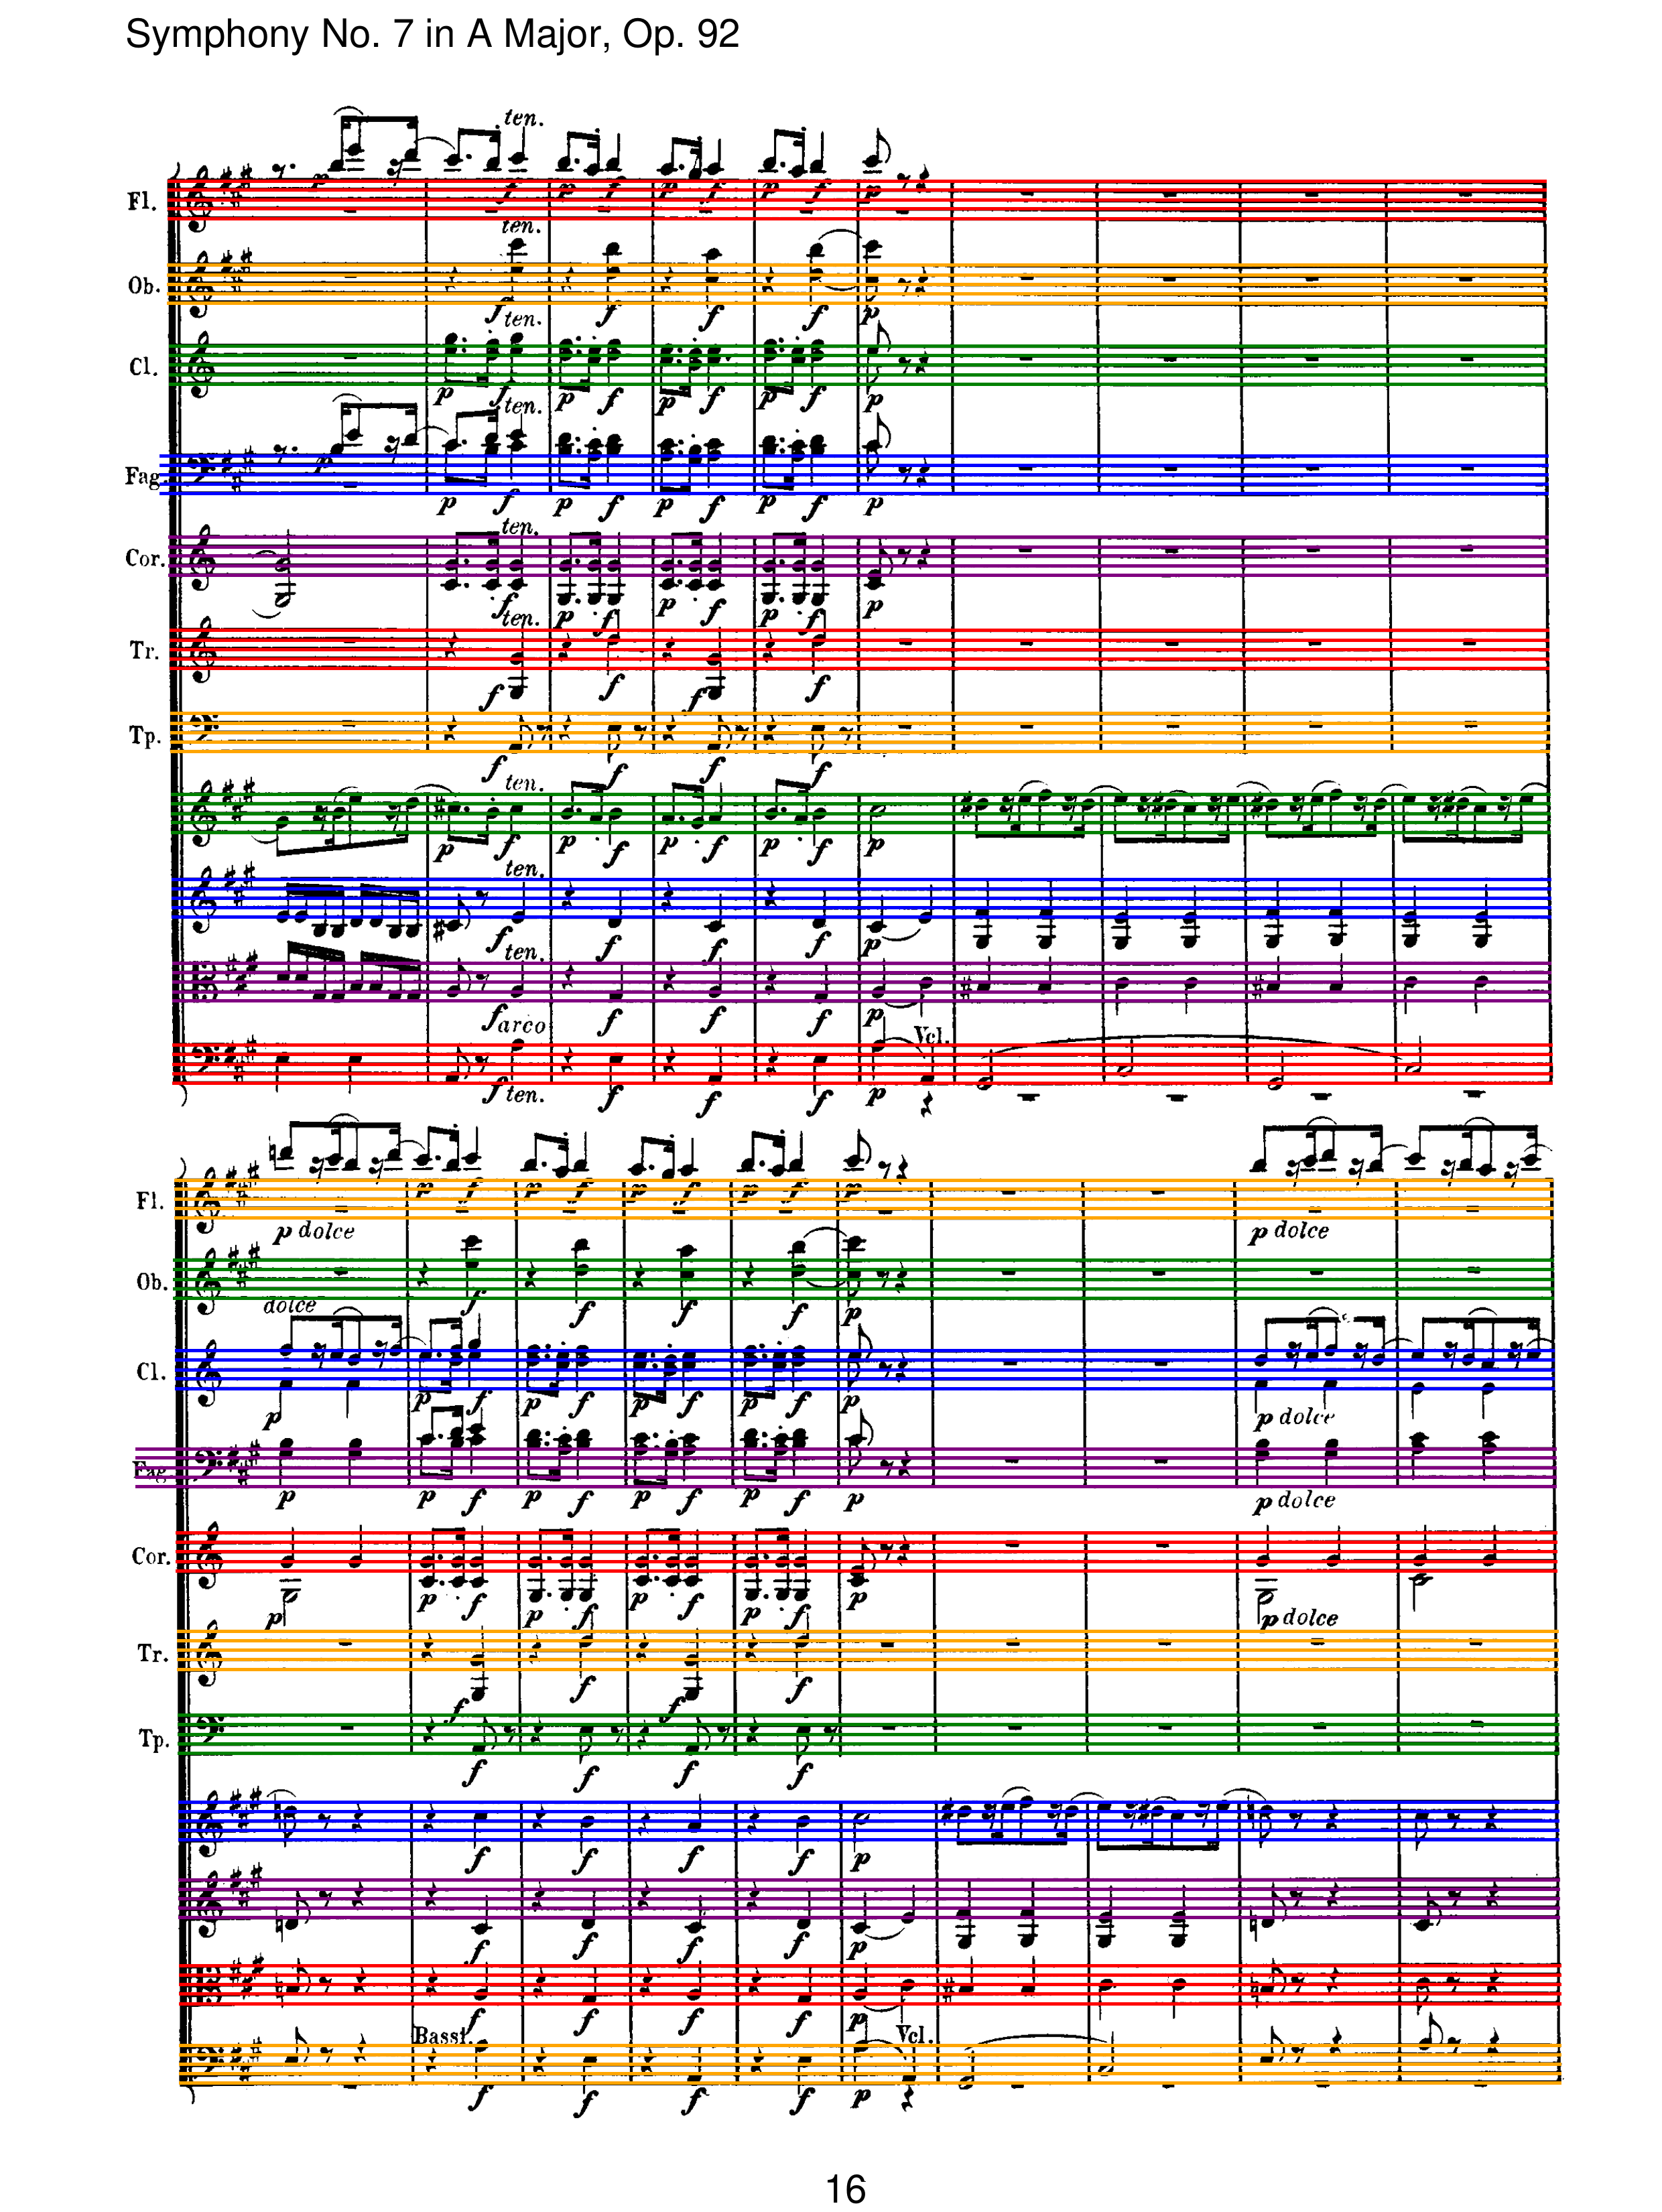 Symphony No. 7 in A Major, Op. 92
ten.
Fl.
p f p f p f p f p
ten.
Ob.
f f f f p
ten.
Cl.
p f p f p f p f p
ten.
Fag.
p
p f p f p f p f p
ten.
Cor.
f p f p f p f p
ten.
Tr.
f f f f
Tp.
f f f f
ten.
p f p f p f p f p
ten.
f f f f p
ten.
f f f f p
arco
Vcl.
f ten. f f f p
Fl.
p f p f p f p f p
p dolce p dolce
Ob.
f f f f p
dolce
Cl.
p p f p f p f p f p p dolce
Fag.
p p f p f p f p f p p dolce
Cor.
p p f p f p f p f p p dolce
Tr.
f f f f
Tp.
f f f f
f f f f p
f f f f p
f f f f p
Bassi. Vcl.
f f f f p
16